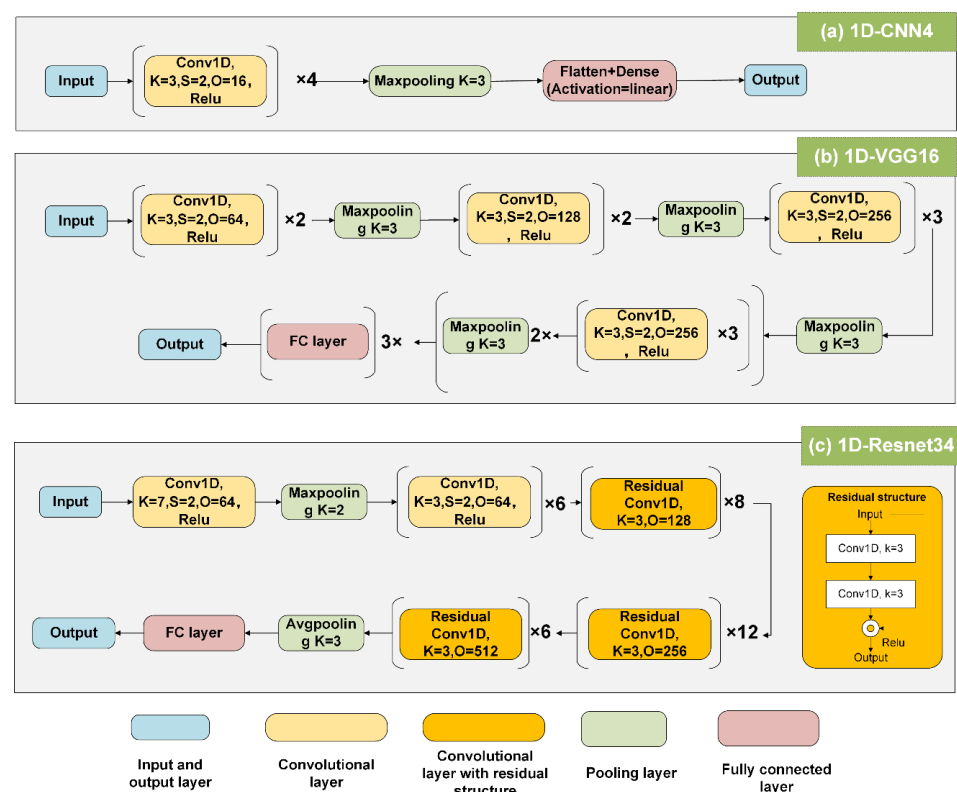 (a) 1D-CNN4
Input
Conv1D,
K=3,S=2,O=16,
Relu
×4
Maxpooling K=3
Flatten+Dense
(Activation=linear)
Output
(b) 1D-VGG16
Input
Conv1D,
K=3,S=2,O=64,
Relu
×2
Maxpoolin
g K=3
Conv1D,
K=3,S=2,O=128
, Relu
×2
Maxpoolin
g K=3
Conv1D,
K=3,S=2,O=256
, Relu
×3
Maxpoolin
g K=3
Conv1D,
K=3,S=2,O=256
, Relu
×3
2×
Maxpoolin
g K=3
3×
FC layer
Output
(c) 1D-Resnet34
Input
Conv1D,
K=7,S=2,O=64,
Relu
Maxpoolin
g K=2
Conv1D,
K=3,S=2,O=64,
Relu
×6
Residual
Conv1D,
K=3,O=128
×8
×12
Residual
Conv1D,
K=3,O=256
×6
Residual
Conv1D,
K=3,O=512
Avgpoolin
g K=3
FC layer
Output
Residual structure
Input
Conv1D, k=3
Conv1D, k=3
Relu
Output
Input and
output layer
Convolutional
layer
Convolutional
layer with residual
structure
Pooling layer
Fully connected
layer